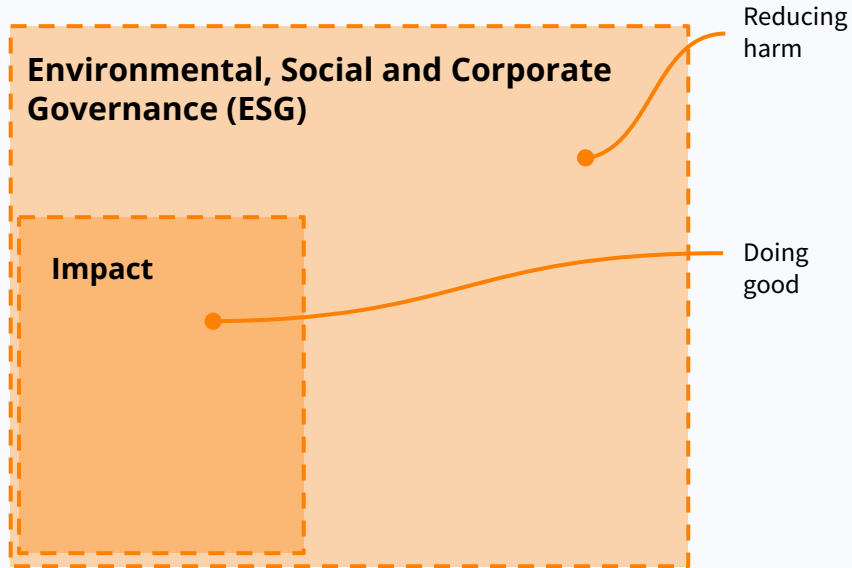 Reducing
harm
Environmental, Social and Corporate
Governance (ESG)
Impact
Doing
good